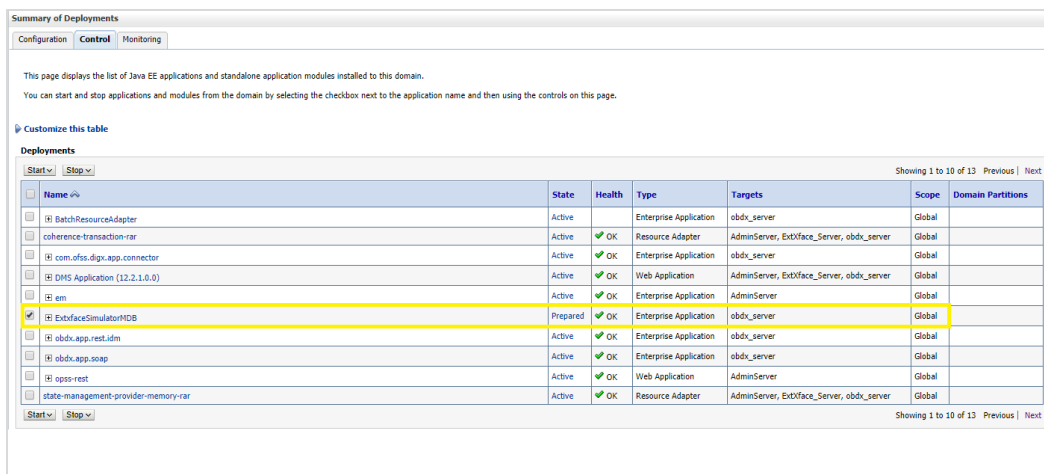 Summary of Deployments
Configuration Control Monitoring
This page displays the list of Java EE applications and standalone application modules installed to this domain.
You can start and stop applications and modules from the domain by selecting the checkbox next to the application name and then using the controls on this page.
Customize this table
Deployments
Start Stop Showing 1 to 10 of 13 Previous | Next
Name State Health Type Targets Scope Domain Partitions
BatchResourceAdapter Active Enterprise Application obdx_server Global
coherence-transaction-rar Active OK Resource Adapter AdminServer, ExtXface_Server, obdx_server Global
com.ofss.digx.app.connector Active OK Enterprise Application obdx_server Global
DMS Application (12.2.1.0.0) Active OK Web Application AdminServer, ExtXface_Server, obdx_server Global
em Active OK Enterprise Application AdminServer Global
ExtxfaceSimulatorMDB Prepared OK Enterprise Application obdx_server Global
obdx.app.rest.idm Active OK Enterprise Application obdx_server Global
obdx.app.soap Active OK Enterprise Application obdx_server Global
opss-rest Active OK Web Application AdminServer Global
state-management-provider-memory-rar Active OK Resource Adapter AdminServer, ExtXface_Server, obdx_server Global
Start Stop Showing 1 to 10 of 13 Previous | Next